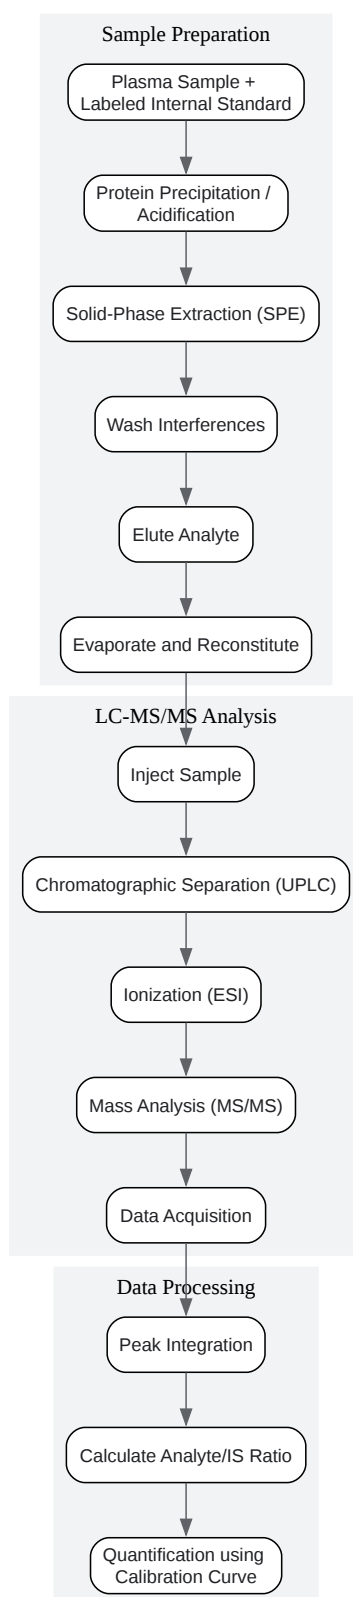 Sample Preparation
Plasma Sample +
Labeled Internal Standard
Protein Precipitation /
Acidification
Solid-Phase Extraction (SPE)
Wash Interferences
Elute Analyte
Evaporate and Reconstitute
LC-MS/MS Analysis
Inject Sample
Chromatographic Separation (UPLC)
Ionization (ESI)
Mass Analysis (MS/MS)
Data Acquisition
Data Processing
Peak Integration
Calculate Analyte/IS Ratio
Quantification using
Calibration Curve